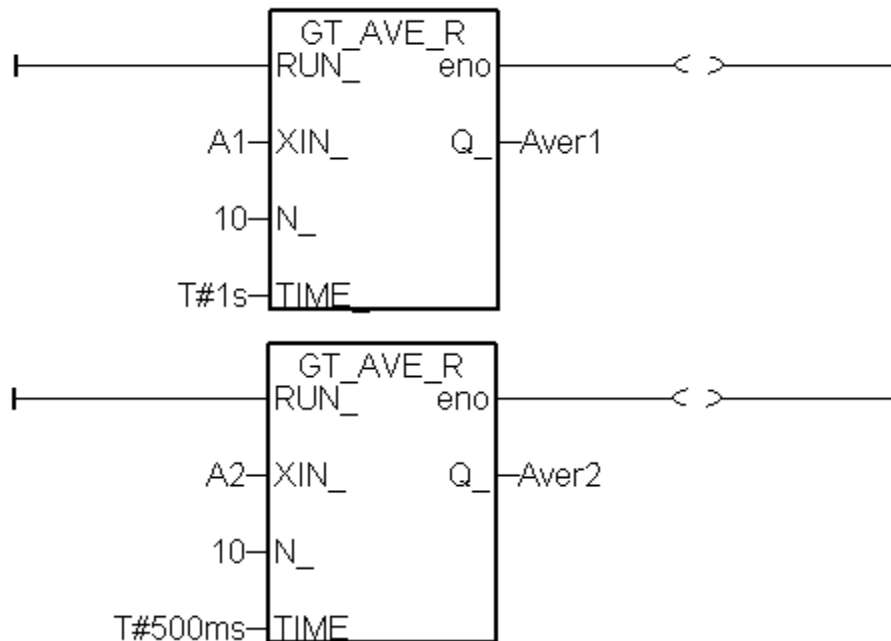 GT_AVE_R
RUN_ eno
A1 XIN_ Q_ Aver1
10 N_
T#1s TIME_
GT_AVE_R
RUN_ eno
A2 XIN_ Q_ Aver2
10 N_
T#500ms TIME